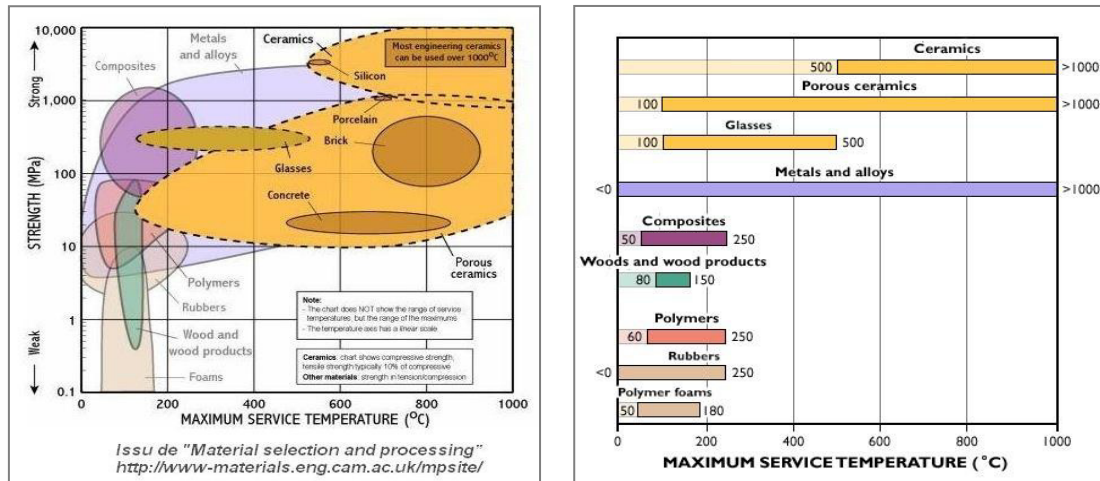 10,000
1,000
100
10
1
0.1
Strong
STRENGTH (MPa)
Weak
Metals
and alloys
Ceramics
Most engineering ceramics
can be used over 1000°C
Composites
Silicon
Porcelain
Brick
Glasses
Concrete
Porous
ceramics
Polymers
Rubbers
Wood and
wood products
Foams
Note:
- The chart does NOT show the range of service
temperatures, but the range of the maximums
- The temperature axis has a linear scale
Ceramics: chart shows compressive strength,
tensile strength typically 10% of compressive
Other materials: strength in tension/compression
0 200 400 600 800 1000
MAXIMUM SERVICE TEMPERATURE (°C)
Issu de "Material selection and processing"
http://www-materials.eng.cam.ac.uk/mpsite/
Ceramics
500 >1000
Porous ceramics
100 >1000
Glasses
100 500
Metals and alloys
<0 >1000
Composites
50 250
Woods and wood products
80 150
Polymers
60 250
Rubbers
<0 250
Polymer foams
50 180
0 200 400 600 800 1000
MAXIMUM SERVICE TEMPERATURE (°C)